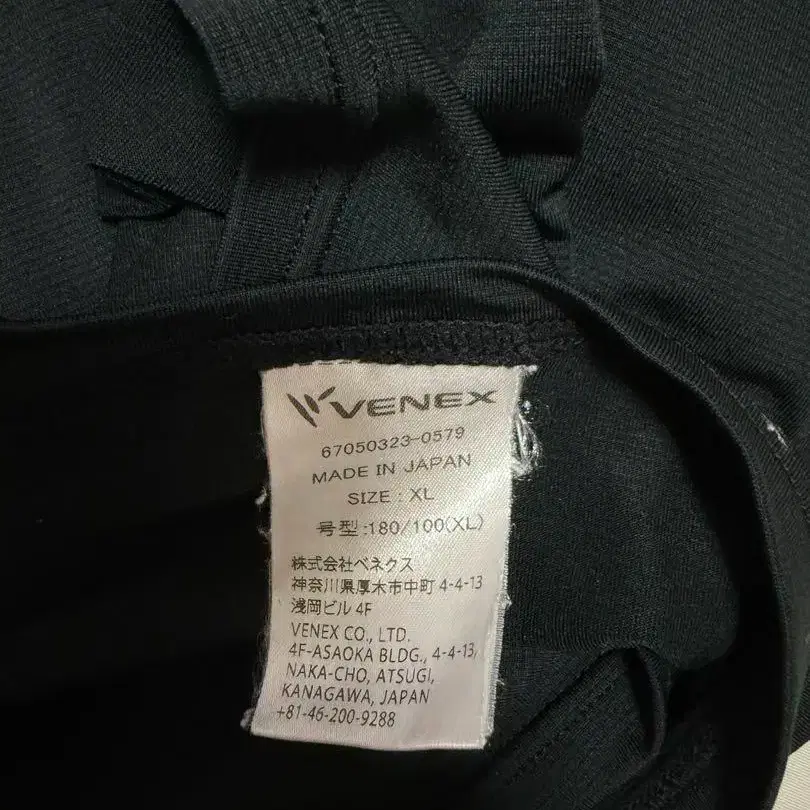 VENEX
67050323-0579
MADE IN JAPAN
SIZE : XL
号型:180/100(XL)
株式会社ベネクス
神奈川県厚木市中町 4-4-13
浅岡ビル 4F
VENEX CO., LTD.
4F-ASAOKA BLDG., 4-4-13,
NAKA-CHO, ATSUGI,
KANAGAWA, JAPAN
+81-46-200-9288